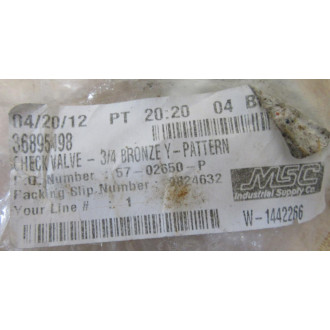 04/20/12 PT 20:20 04 B
36895498
CHECK VALVE - 3/4 BRONZE Y-PATTERN
P.O. Number : 57-02650-P
Packing Slip Number
Your Line # - 1
MSC
Industrial Supply Co.
W-1442266